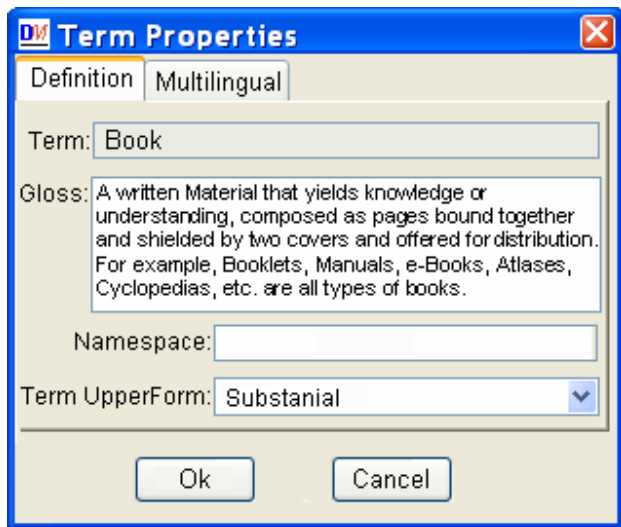 DM Term Properties
Definition Multilingual
Term: Book
Gloss: A written Material that yields knowledge or
understanding, composed as pages bound together
and shielded by two covers and offered for distribution.
For example, Booklets, Manuals, e-Books, Atlases,
Cyclopedias, etc. are all types of books.
Namespace:
Term UpperForm: Substanial
Ok Cancel